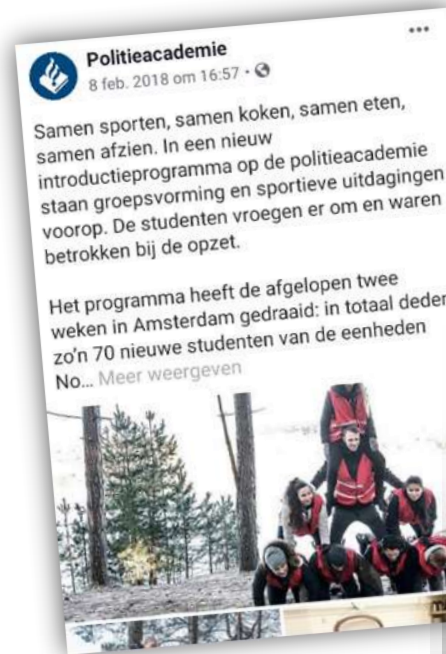 Politieacademie
8 feb. 2018 om 16:57 ·
Samen sporten, samen koken, samen eten,
samen afzien. In een nieuw
introductieprogramma op de politieacademie
staan groepsvorming en sportieve uitdagingen
voorop. De studenten vroegen er om en waren
betrokken bij de opzet.
Het programma heeft de afgelopen twee
weken in Amsterdam gedraaid: in totaal deden
zo'n 70 nieuwe studenten van de eenheden
No... Meer weergeven